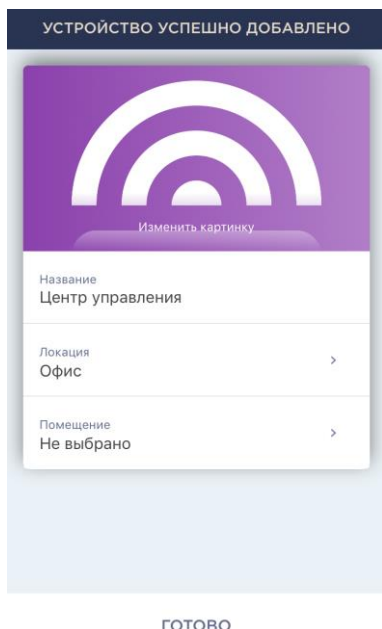 УСТРОЙСТВО УСПЕШНО ДОБАВЛЕНО
Изменить картинку
Название
Центр управления
Локация
Офис
Помещение
Не выбрано
ГОТОВО